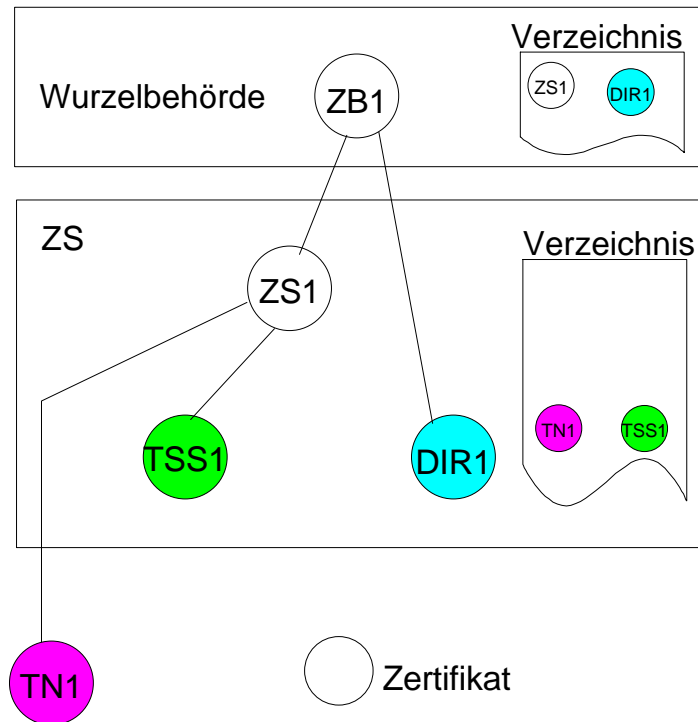 Verzeichnis
Wurzelbehörde
ZB1
ZS1
DIR1
ZS
Verzeichnis
ZS1
TN1
TSS1
TSS1
DIR1
TN1
Zertifikat